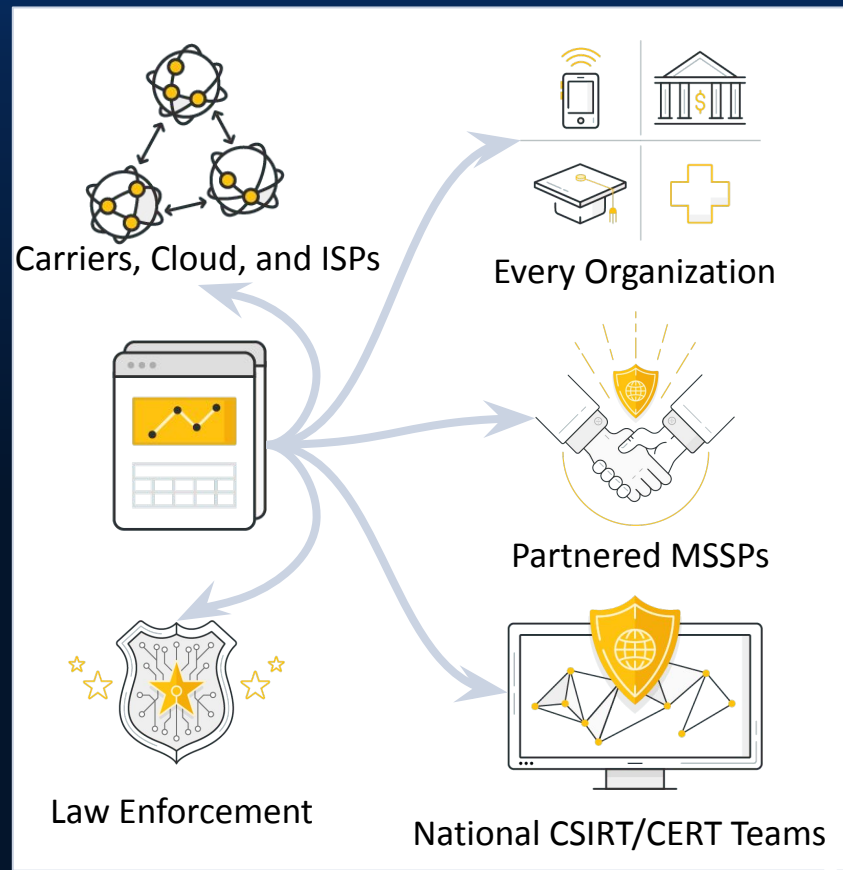 Carriers, Cloud, and ISPs
$
Every Organization
Partnered MSSPs
Law Enforcement
National CSIRT/CERT Teams